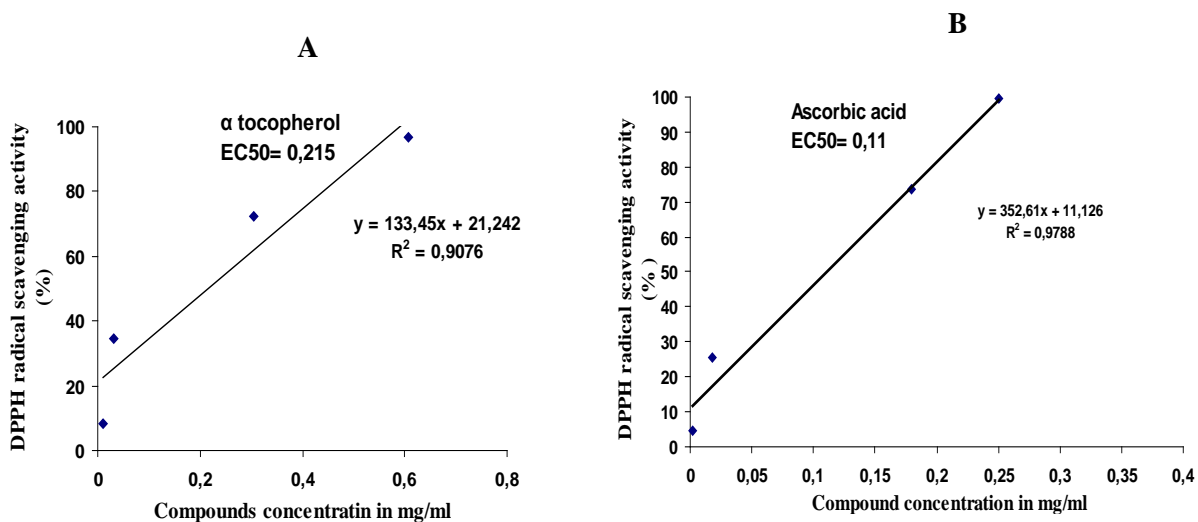 A
α tocopherol
EC50= 0,215
y = 133,45x + 21,242
R² = 0,9076
DPPH radical scavenging activity
(%)
100
80
60
40
20
0
0 0,2 0,4 0,6 0,8
Compounds concentratin in mg/ml
B
Ascorbic acid
EC50= 0,11
y = 352,61x + 11,126
R² = 0,9788
DPPH radical scavenging activity
(%)
100
90
80
70
60
50
40
30
20
10
0
0 0,05 0,1 0,15 0,2 0,25 0,3 0,35 0,4
Compound concentration in mg/ml